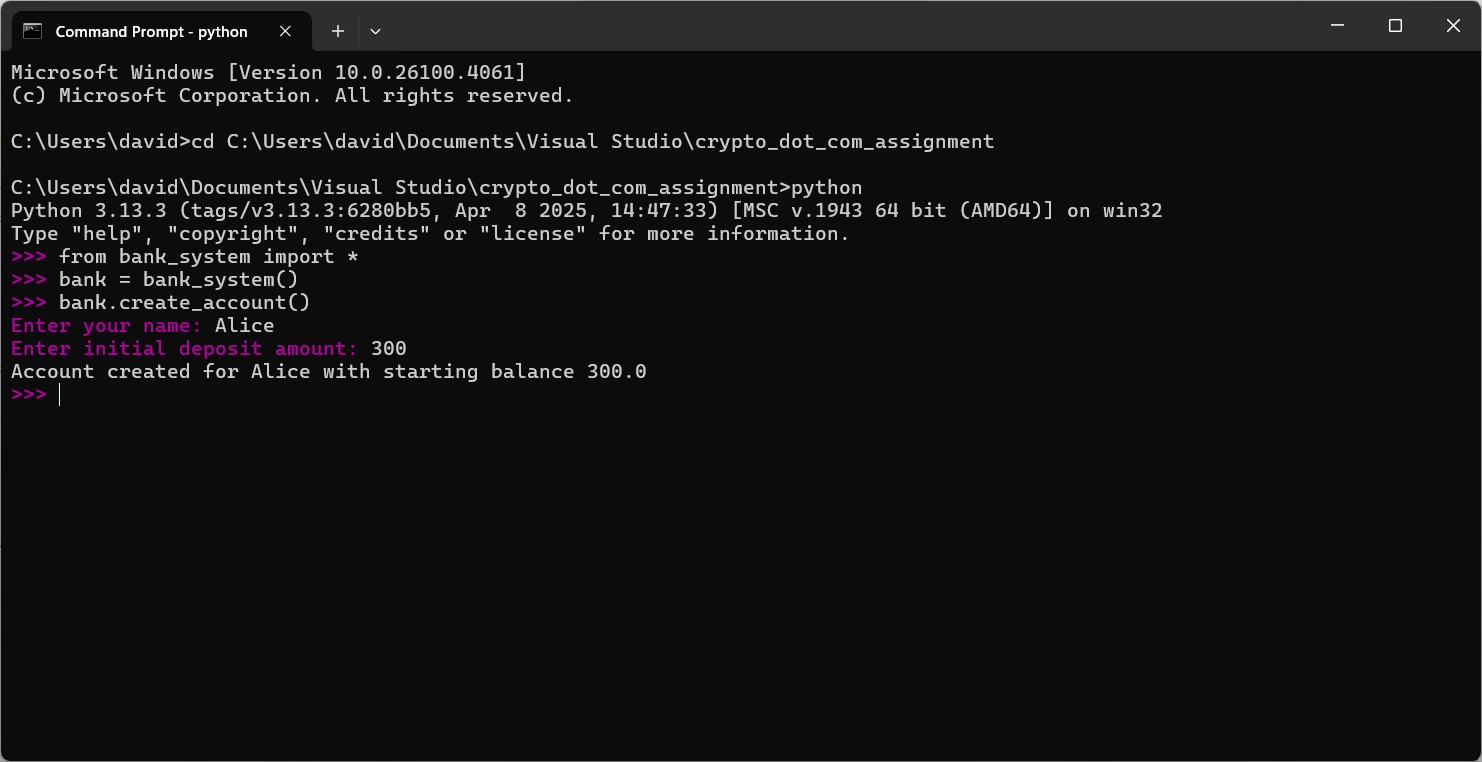 Command Prompt - python
Microsoft Windows [Version 10.0.26100.4061]
(c) Microsoft Corporation. All rights reserved.
C:\Users\david>cd C:\Users\david\Documents\Visual Studio\crypto_dot_com_assignment
C:\Users\david\Documents\Visual Studio\crypto_dot_com_assignment>python
Python 3.13.3 (tags/v3.13.3:6280bb5, Apr  8 2025, 14:47:33) [MSC v.1943 64 bit (AMD64)] on win32
Type "help", "copyright", "credits" or "license" for more information.
>>> from bank_system import *
>>> bank = bank_system()
>>> bank.create_account()
Enter your name: Alice
Enter initial deposit amount: 300
Account created for Alice with starting balance 300.0
>>>